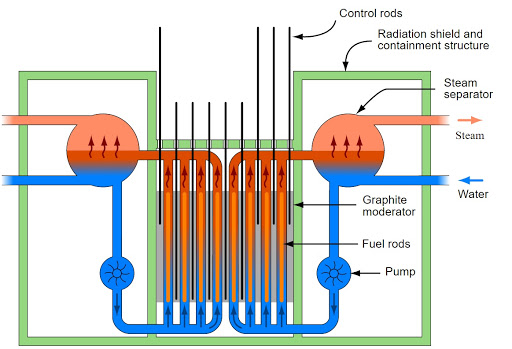 Control rods
Radiation shield and
containment structure
Steam
separator
Steam
Water
Graphite
moderator
Fuel rods
Pump